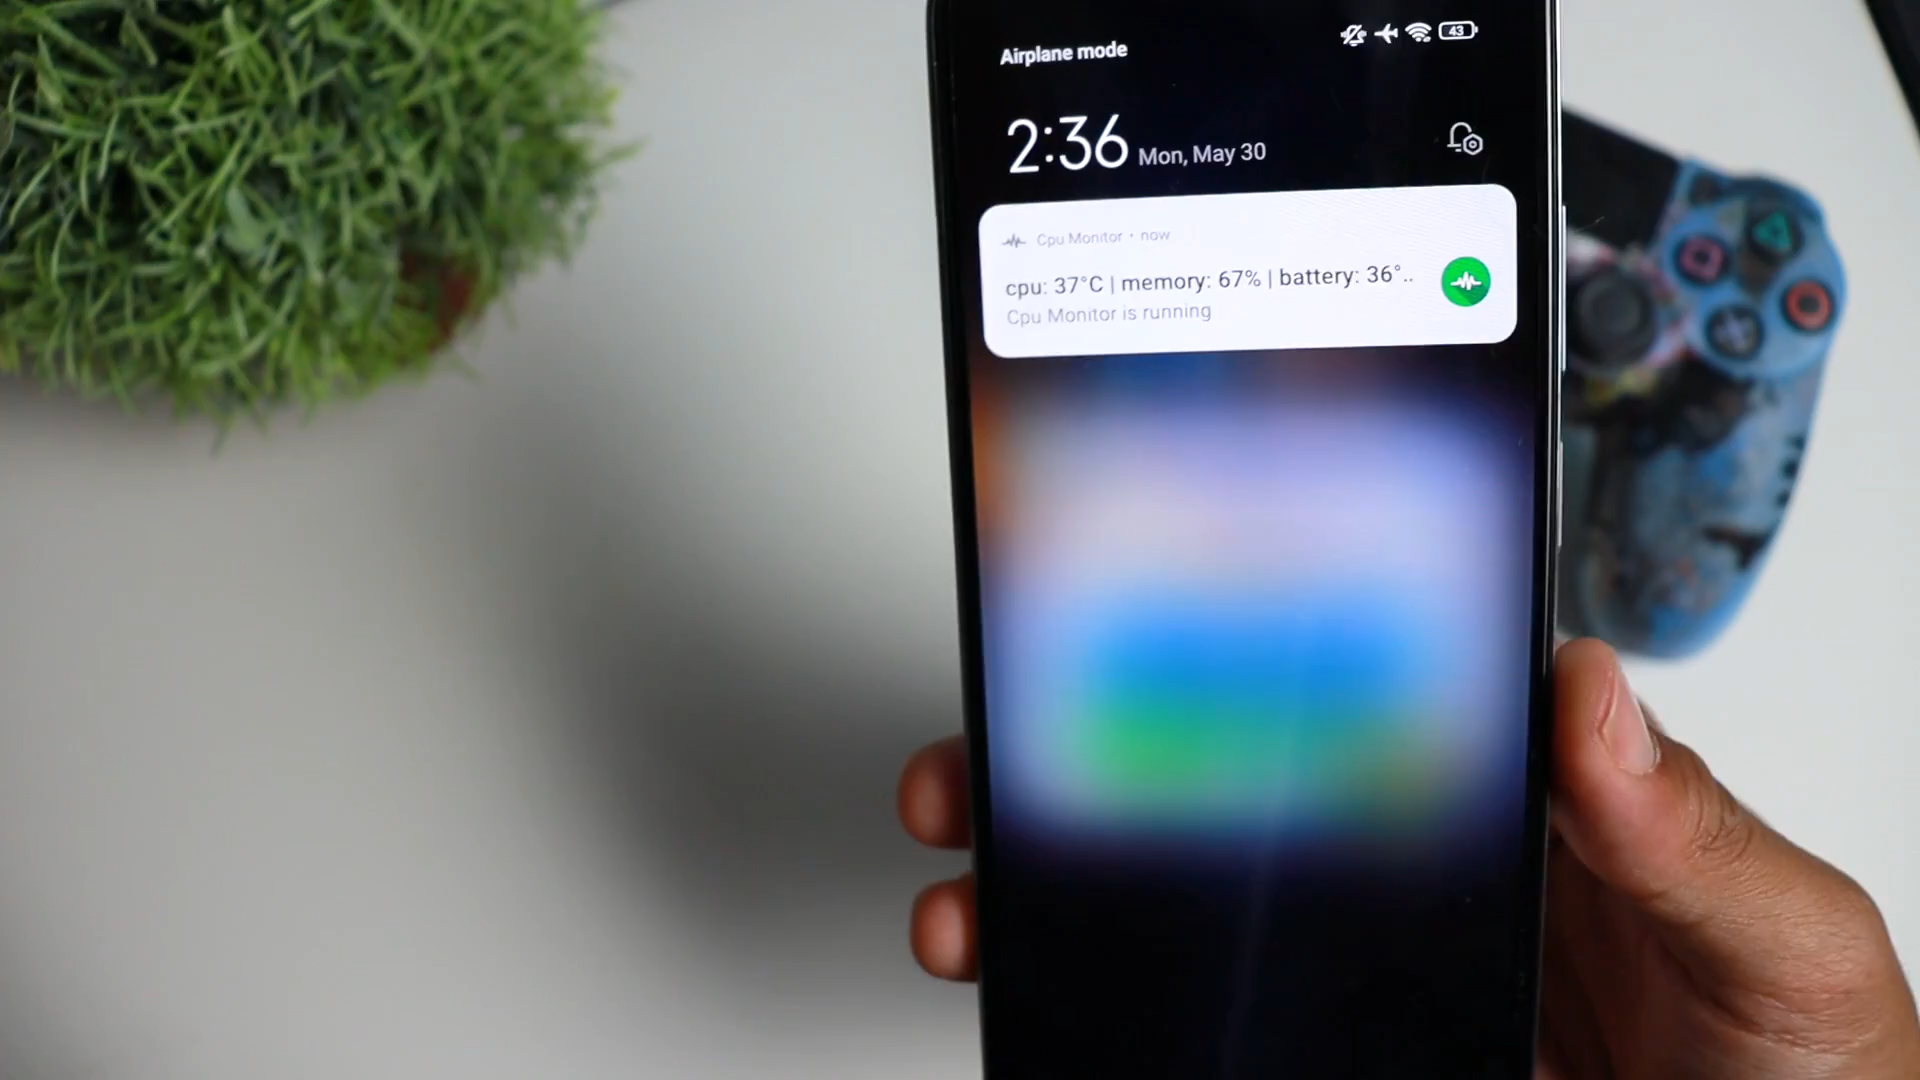 Airplane mode
43
2:36 Mon, May 30
Cpu Monitor • now
cpu: 37°C | memory: 67% | battery: 36°..
Cpu Monitor is running